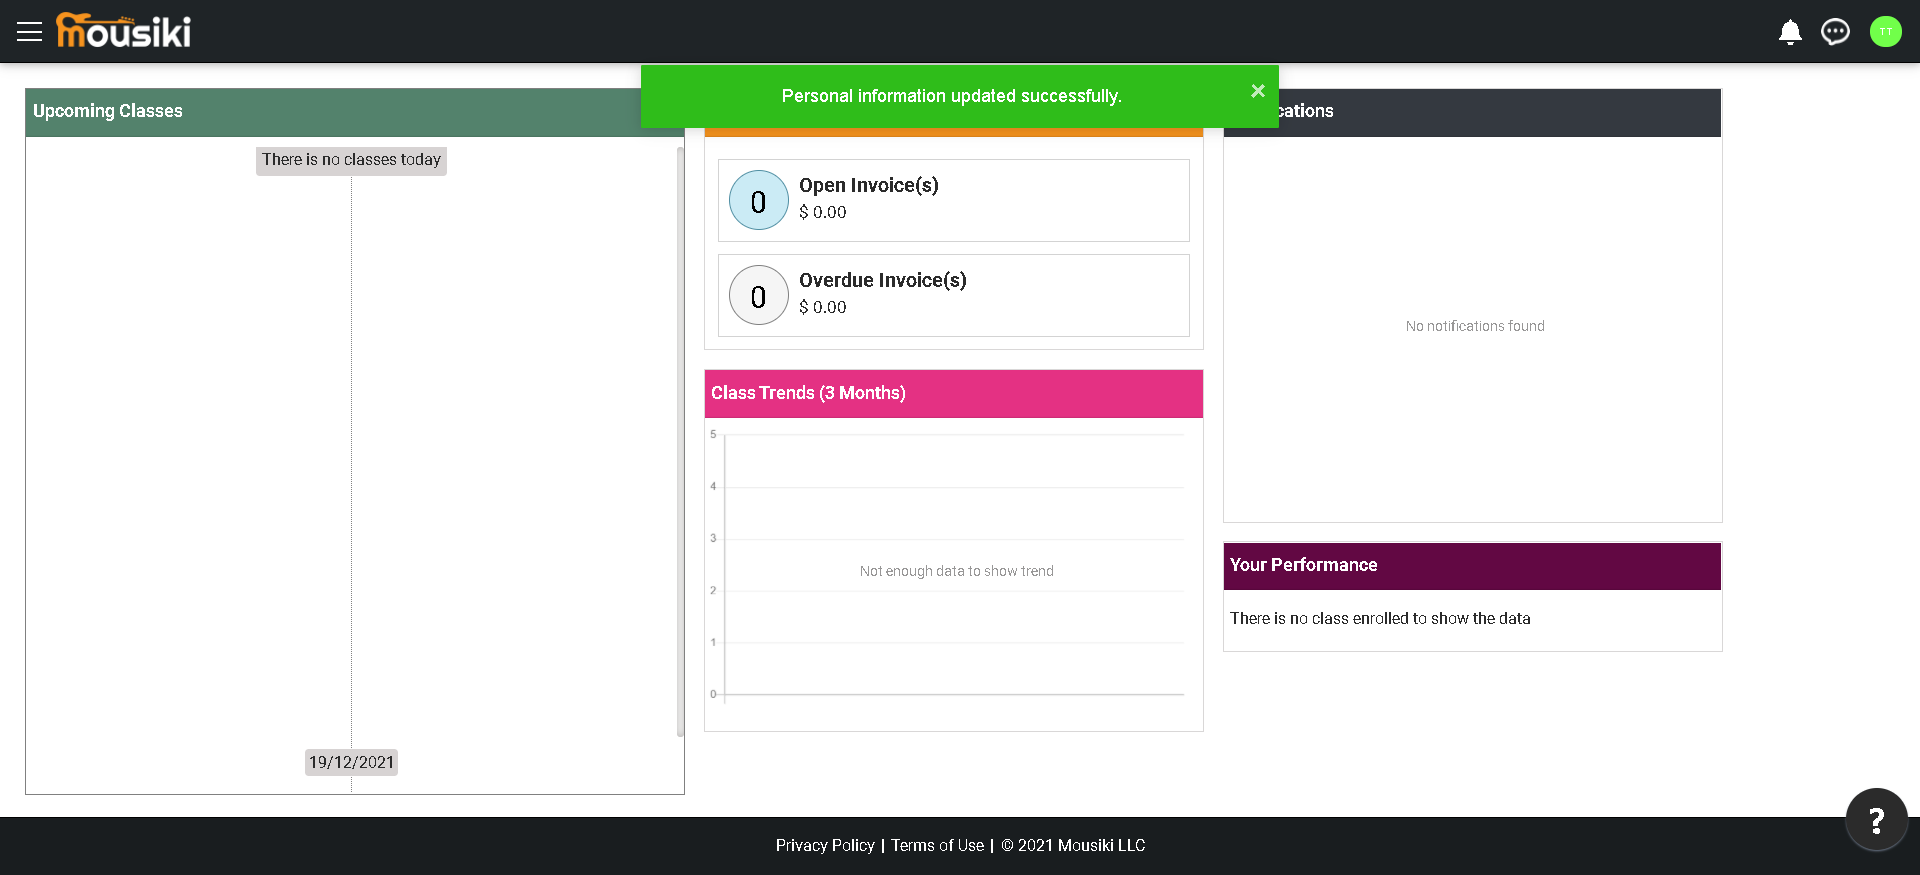 mousiki
TT
Personal information updated successfully.
×
Upcoming Classes
There is no classes today
19/12/2021
0
Open Invoice(s)
$ 0.00
0
Overdue Invoice(s)
$ 0.00
Class Trends (3 Months)
5
4
3
2
1
0
Not enough data to show trend
cations
No notifications found
Your Performance
There is no class enrolled to show the data
?
Privacy Policy | Terms of Use | © 2021 Mousiki LLC